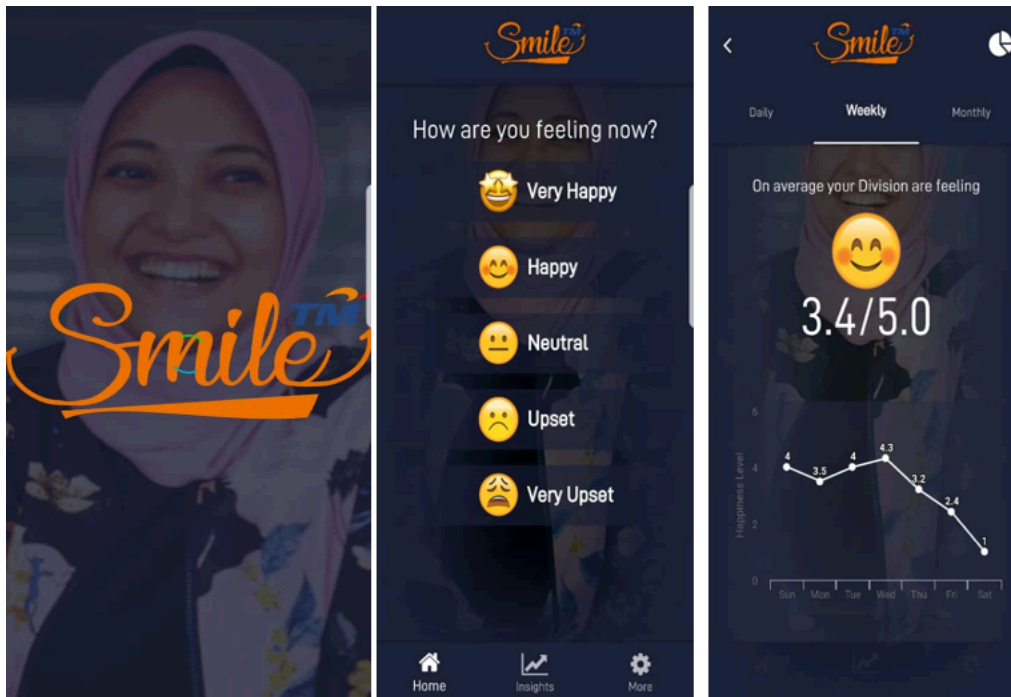 Smile TM
Smile TM
How are you feeling now?
Very Happy
Happy
Neutral
Upset
Very Upset
Home
Insights
More
Smile TM
Daily
Weekly
Monthly
On average your Division are feeling
3.4/5.0
Happiness Level
6
4
2
0
4
3.5
4
4.3
3.2
2.4
1
Sun Mon Tue Wed Thu Fri Sat